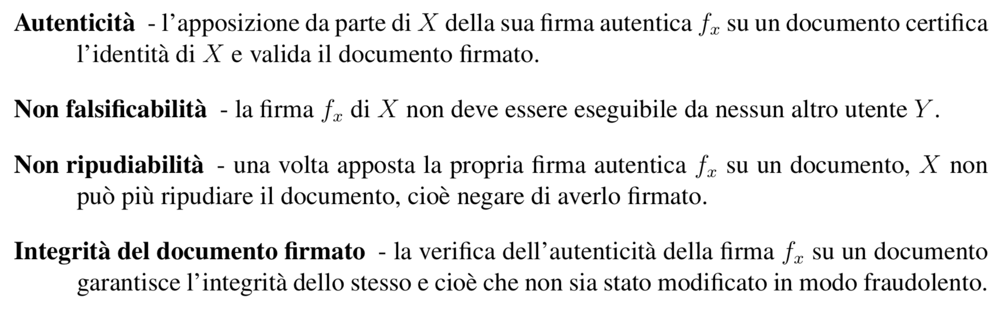 Autenticità - l'apposizione da parte di X della sua firma autentica fₓ su un documento certifica
l'identità di X e valida il documento firmato.
Non falsificabilità - la firma fₓ di X non deve essere eseguibile da nessun altro utente Y.
Non ripudiabilità - una volta apposta la propria firma autentica fₓ su un documento, X non
può più ripudiare il documento, cioè negare di averlo firmato.
Integrità del documento firmato - la verifica dell'autenticità della firma fₓ su un documento
garantisce l'integrità dello stesso e cioè che non sia stato modificato in modo fraudolento.